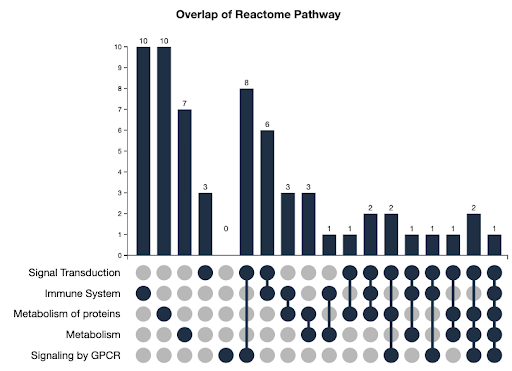 Overlap of Reactome Pathway
10 10 7 3 0 8 6 3 3 1 1 2 2 1 1 1 2 1
10
9
8
7
6
5
4
3
2
1
0
Signal Transduction
Immune System
Metabolism of proteins
Metabolism
Signaling by GPCR